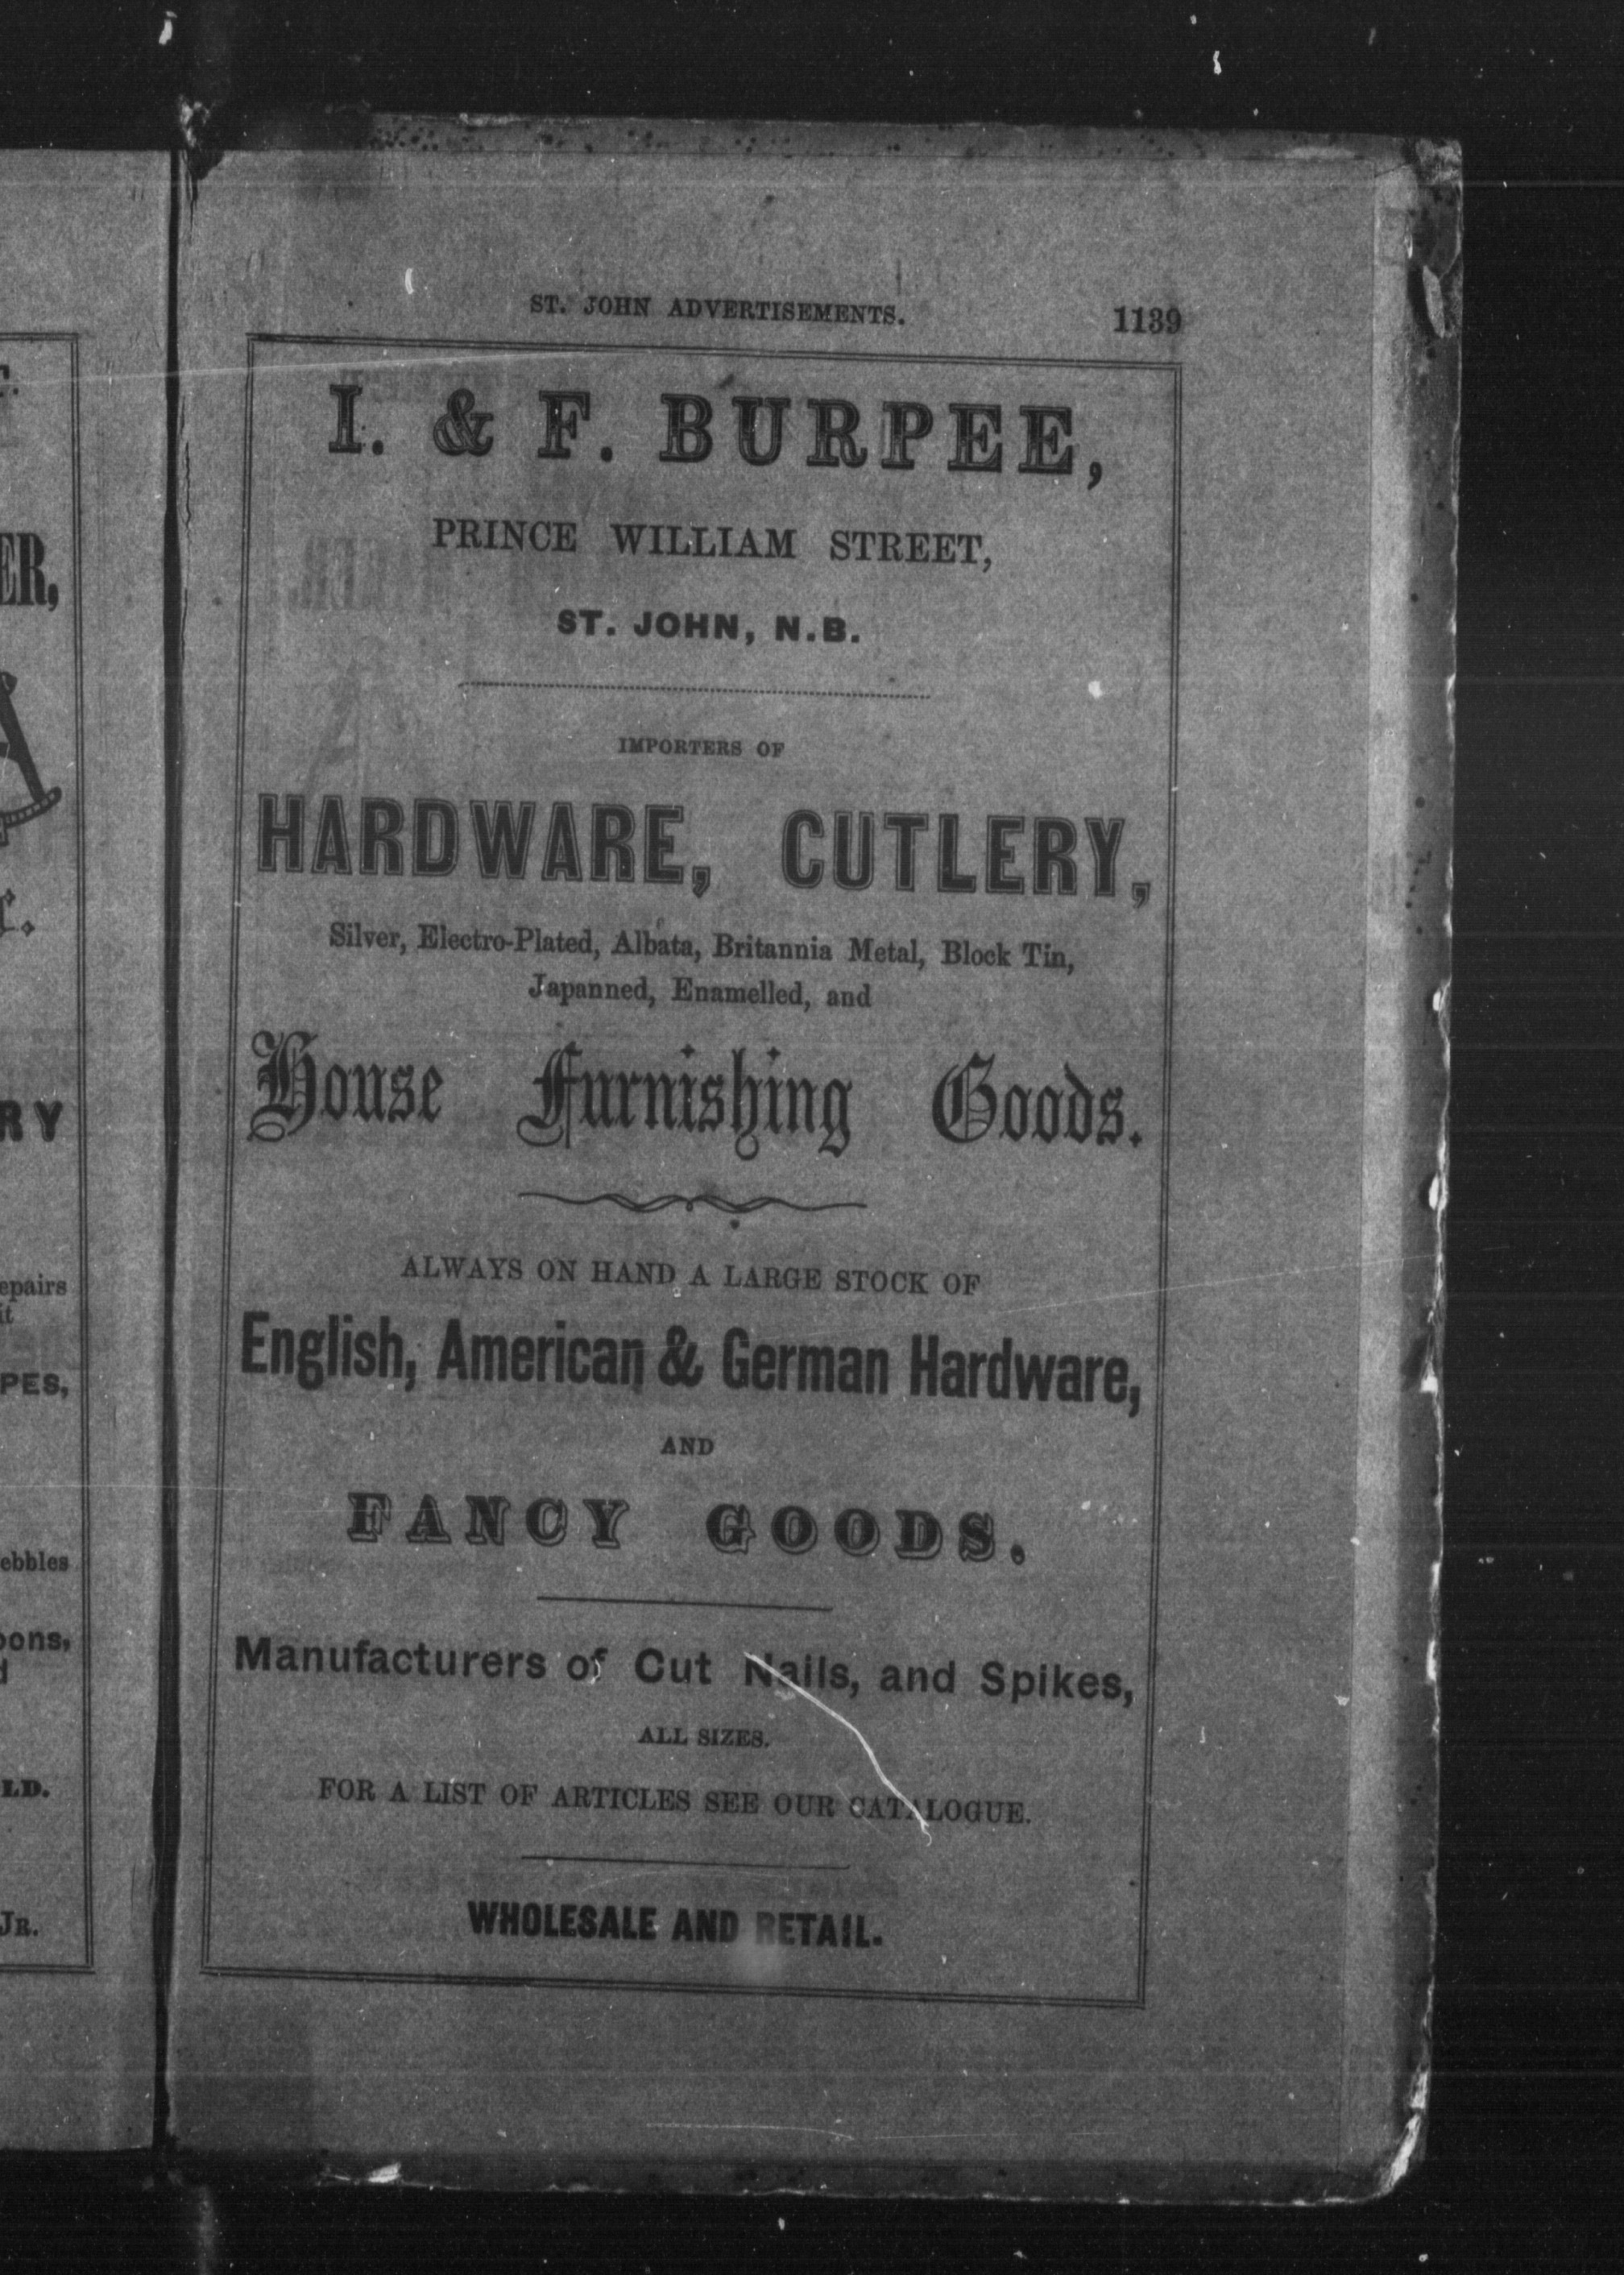 ST. JOHN ADVERTISEMENTS. 1139
I. & F. BURPEE,
PRINCE WILLIAM STREET,
ST. JOHN, N.B.
IMPORTERS OF
HARDWARE, CUTLERY,
Silver, Electro-Plated, Albata, Britannia Metal, Block Tin,
Japanned, Enamelled, and
House Furnishing Goods.
ALWAYS ON HAND A LARGE STOCK OF
English, American & German Hardware,
AND
FANCY GOODS.
Manufacturers of Cut Nails, and Spikes,
ALL SIZES.
FOR A LIST OF ARTICLES SEE OUR CATALOGUE.
WHOLESALE AND RETAIL.